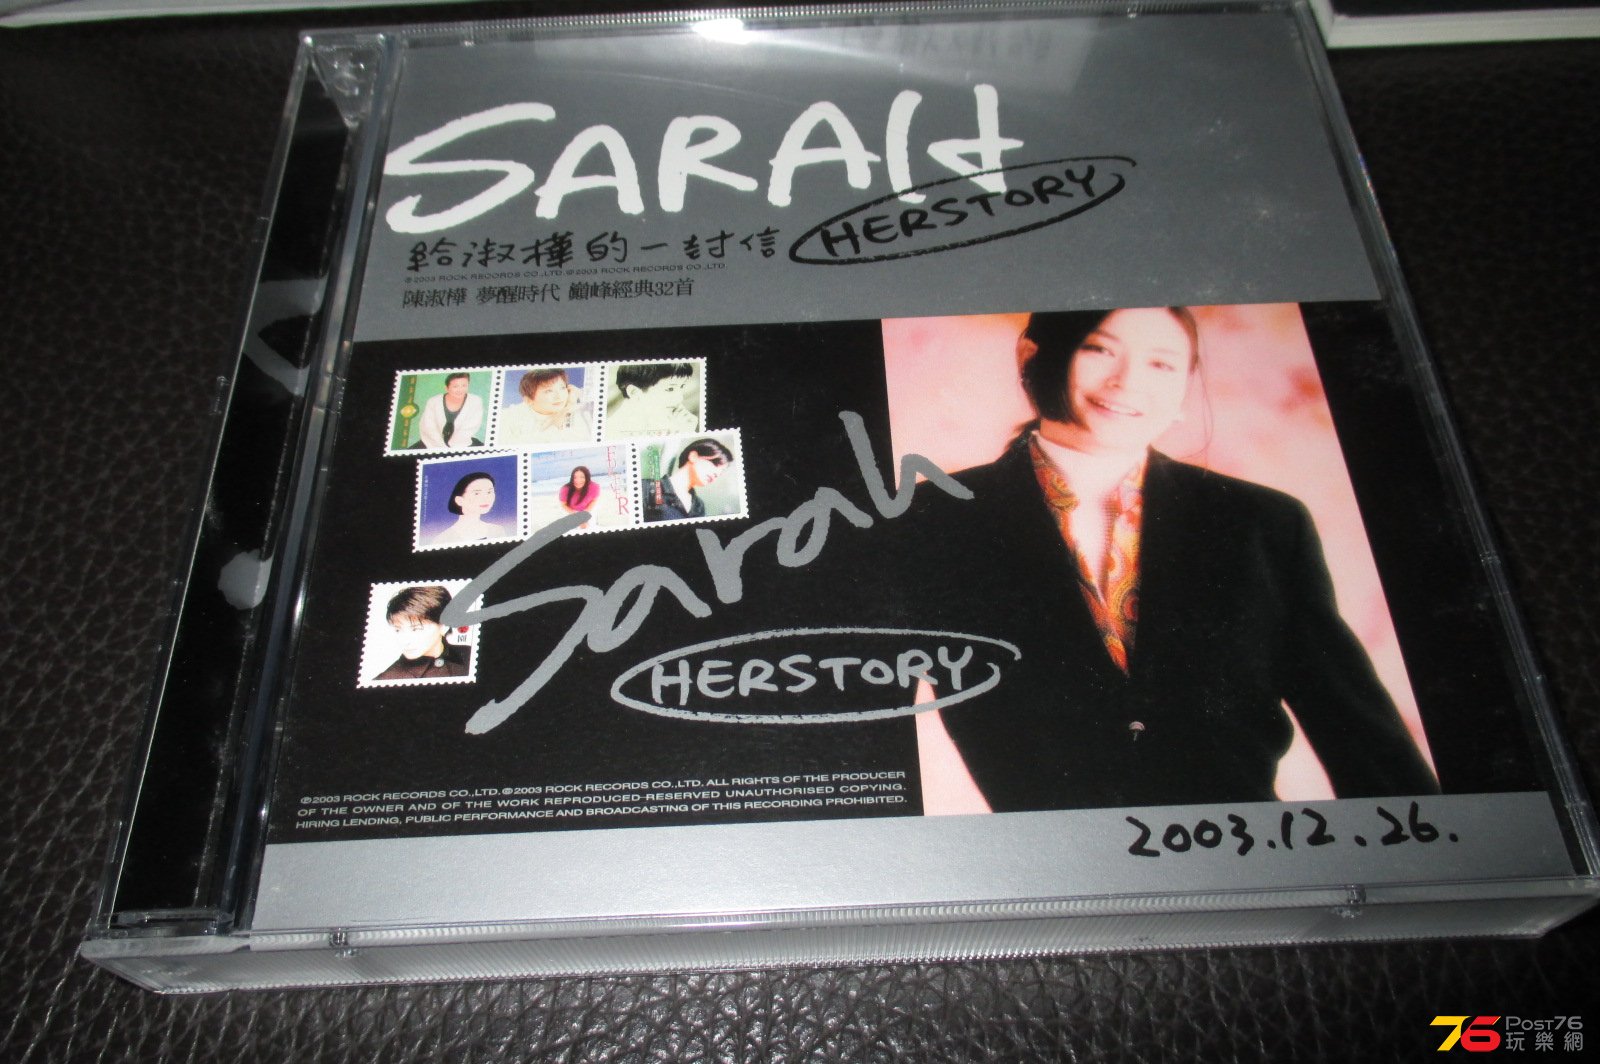 SARAH
HERSTORY
給淑樺的一封信
℗2003 ROCK RECORDS CO.,LTD.©2003 ROCK RECORDS CO.,LTD.
陳淑樺 夢醒時代 巔峰經典32首
Sarah
HERSTORY
℗2003 ROCK RECORDS CO.,LTD.©2003 ROCK RECORDS CO.,LTD. ALL RIGHTS OF THE PRODUCER
OF THE OWNER AND OF THE WORK REPRODUCED-RESERVED UNAUTHORISED COPYING.
HIRING LENDING, PUBLIC PERFORMANCE AND BROADCASTING OF THIS RECORDING PROHIBITED.
2003.12.26.
76 Post76
玩樂網